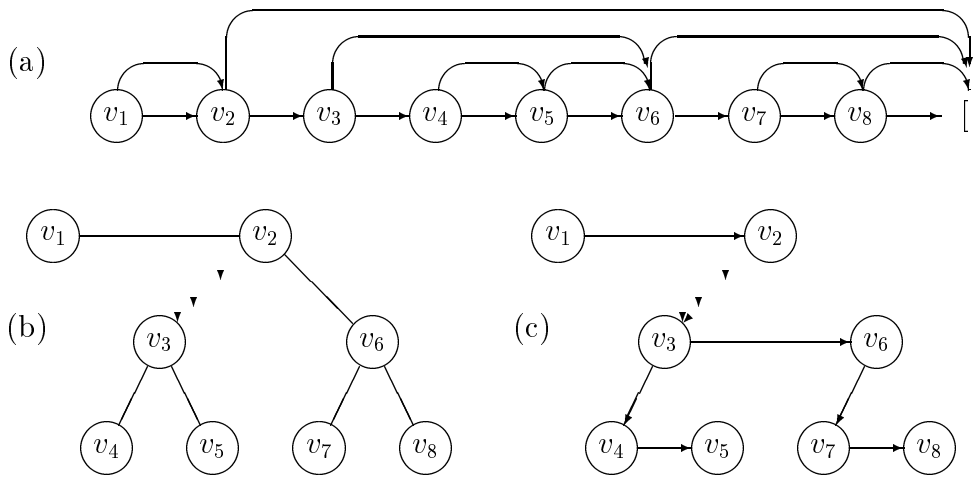 (a)
v1 v2 v3 v4 v5 v6 v7 v8 [
v1 v2 v1 v2
(b) v3 v6 (c) v3 v6
v4 v5 v7 v8 v4 v5 v7 v8